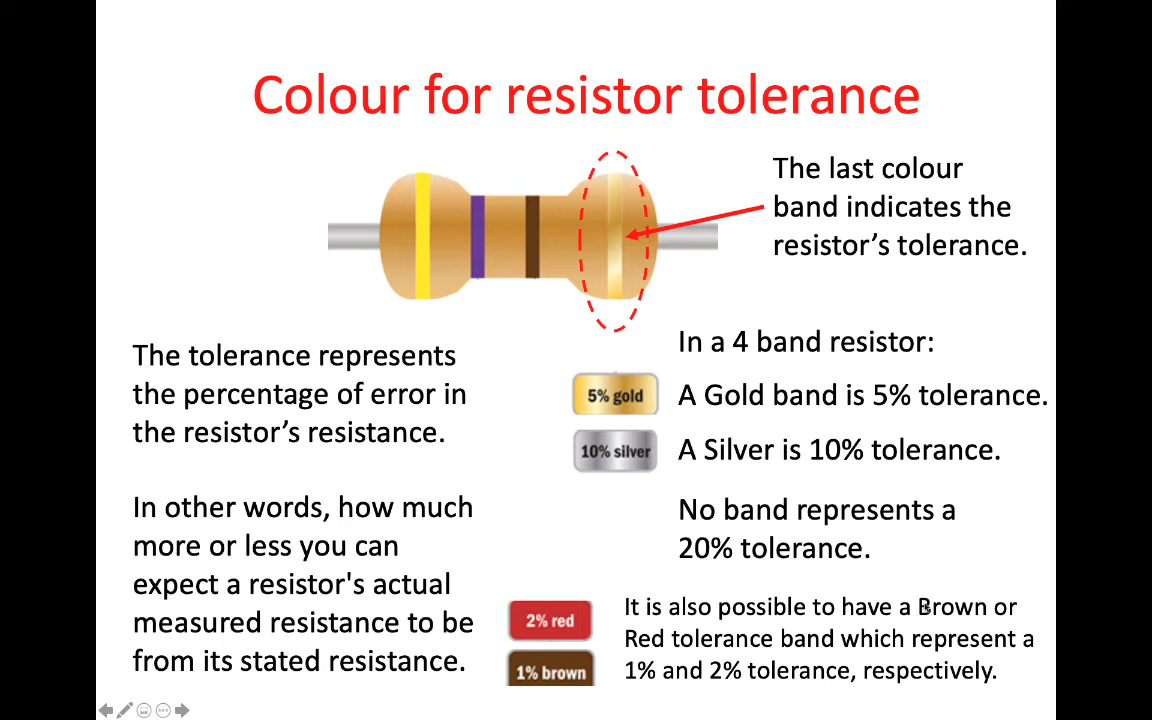 Colour for resistor tolerance
The last colour
band indicates the
resistor’s tolerance.
The tolerance represents
the percentage of error in
the resistor’s resistance.
In other words, how much
more or less you can
expect a resistor's actual
measured resistance to be
from its stated resistance.
In a 4 band resistor:
5% gold
A Gold band is 5% tolerance.
10% silver
A Silver is 10% tolerance.
No band represents a
20% tolerance.
2% red
1% brown
It is also possible to have a Brown or
Red tolerance band which represent a
1% and 2% tolerance, respectively.